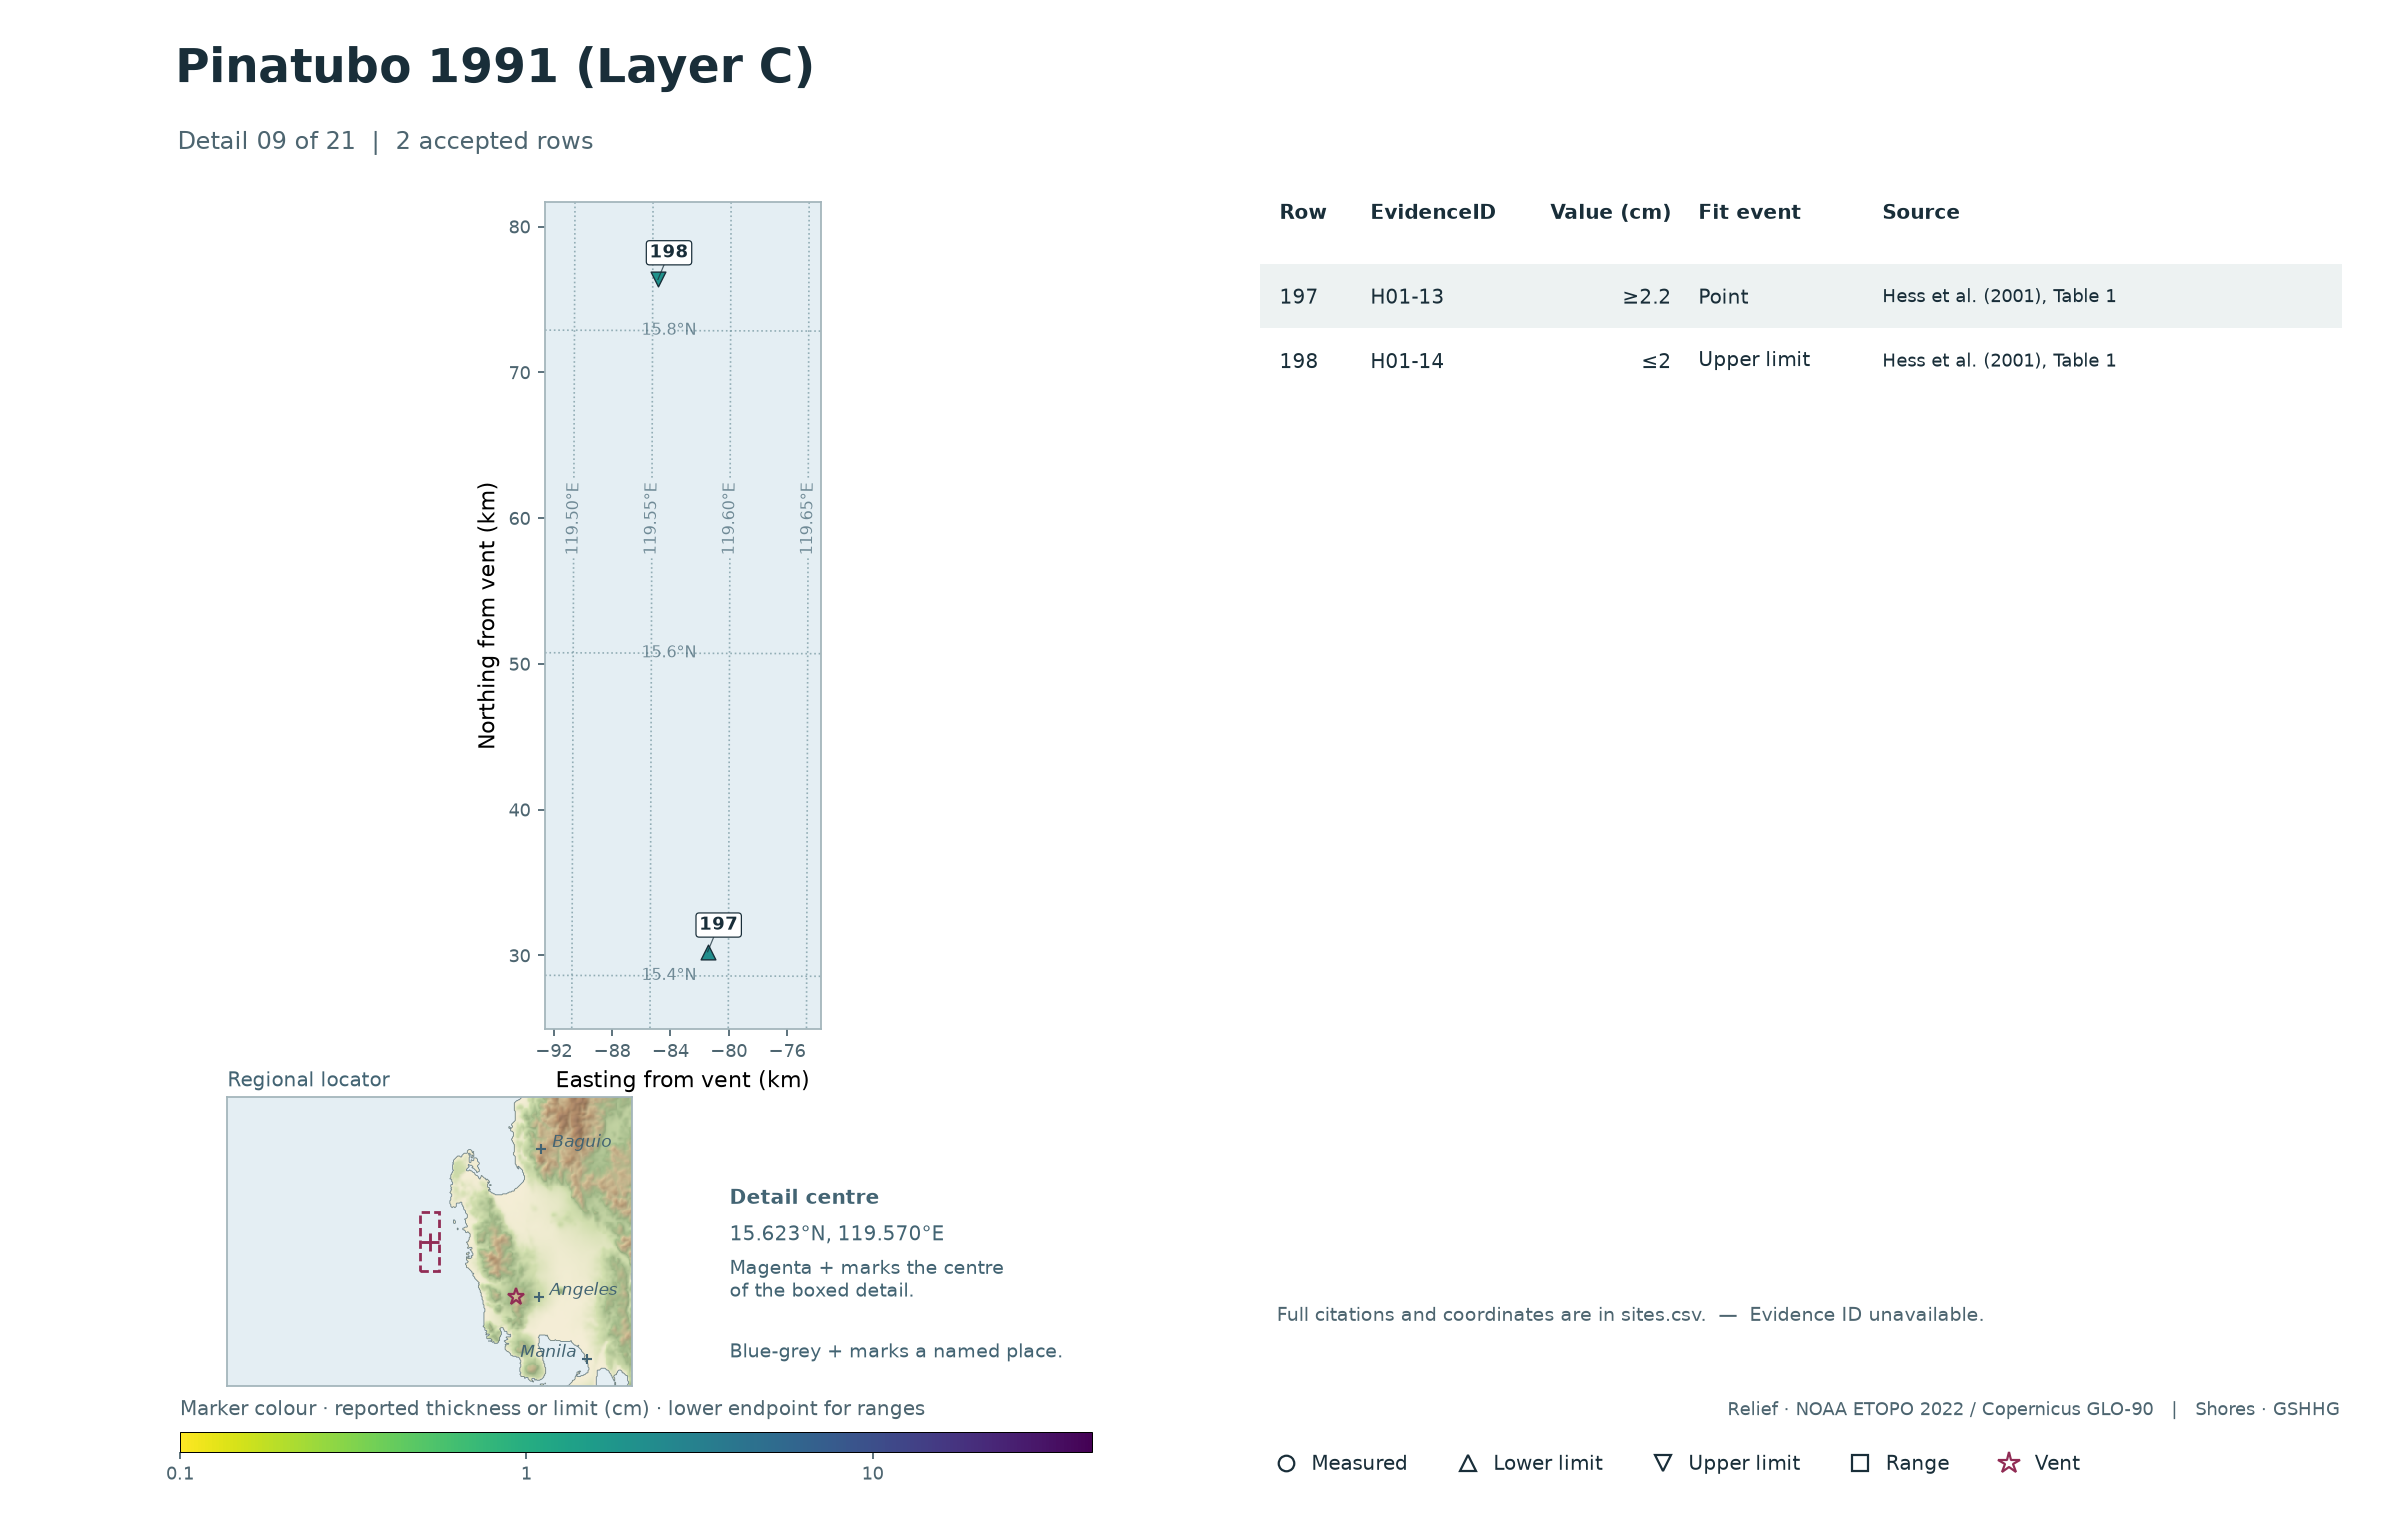 Pinatubo 1991 (Layer C)
Detail 09 of 21 | 2 accepted rows
80
70
60
50
40
30
Northing from vent (km)
198
15.8°N
119.50°E
119.55°E
119.60°E
119.65°E
15.6°N
197
15.4°N
−92 −88 −84 −80 −76
Easting from vent (km)
Row EvidenceID Value (cm) Fit event Source
197 H01-13 ≥2.2 Point Hess et al. (2001), Table 1
198 H01-14 ≤2 Upper limit Hess et al. (2001), Table 1
Regional locator
Baguio
Angeles
Manila
Detail centre
15.623°N, 119.570°E
Magenta + marks the centre
of the boxed detail.
Blue-grey + marks a named place.
Full citations and coordinates are in sites.csv. — Evidence ID unavailable.
Marker colour · reported thickness or limit (cm) · lower endpoint for ranges
0.1 1 10
Relief · NOAA ETOPO 2022 / Copernicus GLO-90 | Shores · GSHHG
Measured Lower limit Upper limit Range Vent